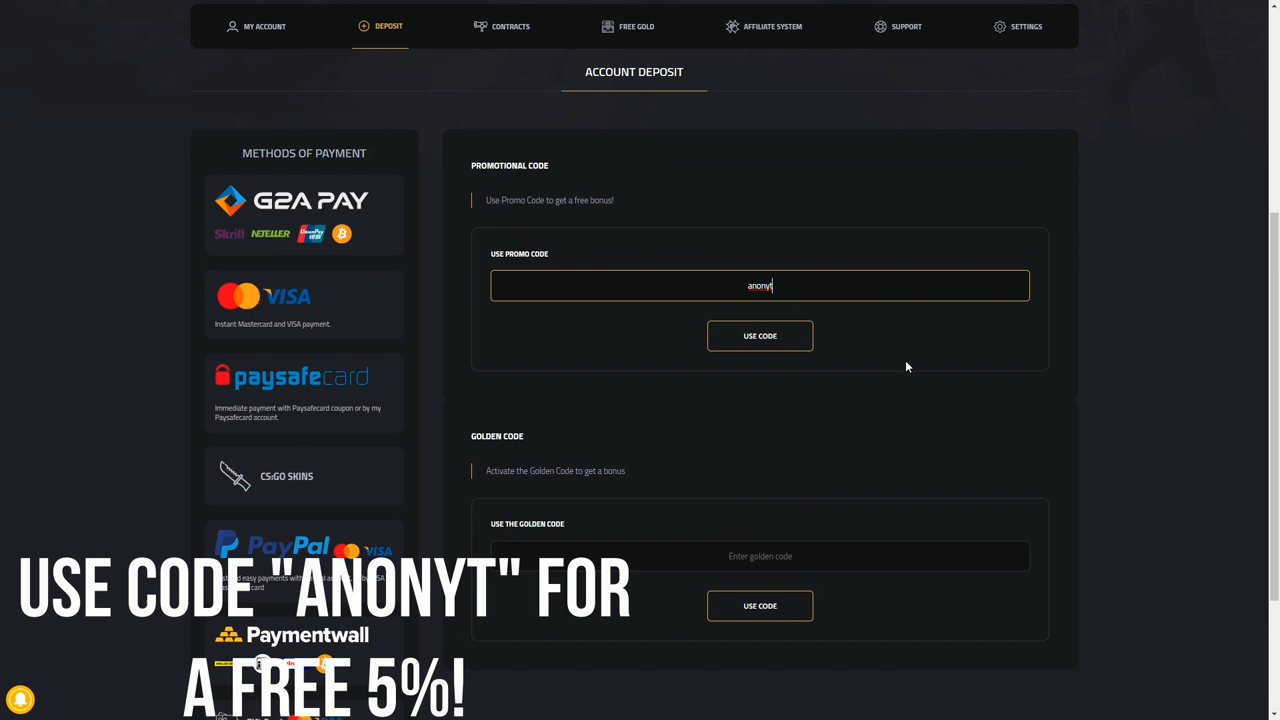 MY ACCOUNT
DEPOSIT
CONTRACTS
FREE GOLD
AFFILIATE SYSTEM
SUPPORT
SETTINGS
ACCOUNT DEPOSIT
METHODS OF PAYMENT
G2A PAY
Skrill NETELLER UnionPay
VISA
Instant Mastercard and VISA payment.
paysafecard
Immediate payment with Paysafecard coupon or by my
Paysafecard account.
CS:GO SKINS
PayPal VISA
Paymentwall
PROMOTIONAL CODE
Use Promo Code to get a free bonus!
USE PROMO CODE
anonyt
USE CODE
GOLDEN CODE
Activate the Golden Code to get a bonus
USE THE GOLDEN CODE
Enter golden code
USE CODE
USE CODE "ANONYT" FOR
A FREE 5%!